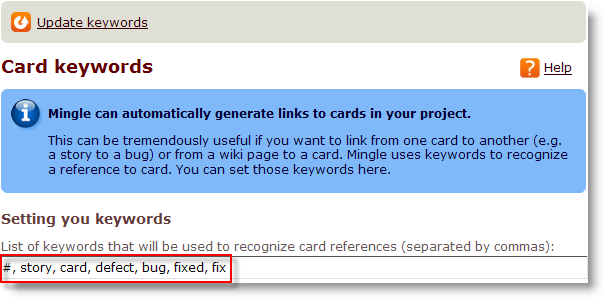 Update keywords
Card keywords
Help
Mingle can automatically generate links to cards in your project.
This can be tremendously useful if you want to link from one card to another (e.g.
a story to a bug) or from a wiki page to a card. Mingle uses keywords to recognize
a reference to card. You can set those keywords here.
Setting you keywords
List of keywords that will be used to recognize card references (separated by commas):
#, story, card, defect, bug, fixed, fix